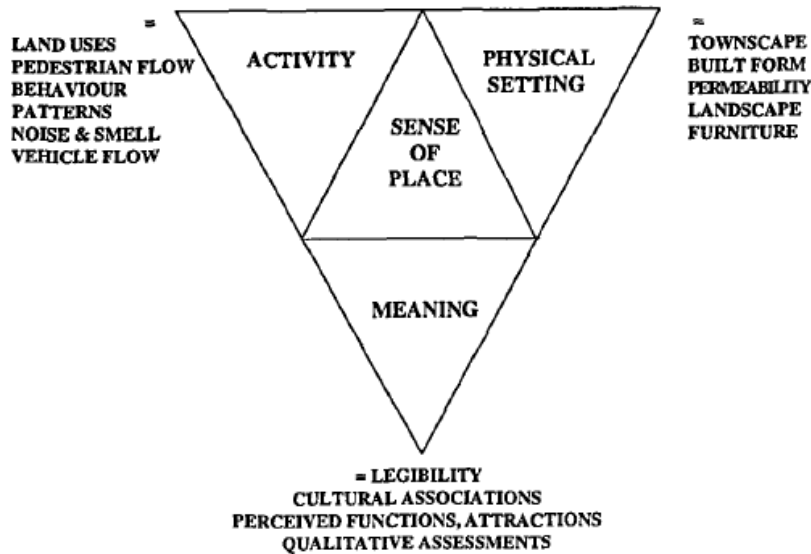 =
LAND USES
PEDESTRIAN FLOW
BEHAVIOUR
PATTERNS
NOISE & SMELL
VEHICLE FLOW
ACTIVITY
PHYSICAL
SETTING
SENSE
OF
PLACE
MEANING
=
TOWNSCAPE
BUILT FORM
PERMEABILITY
LANDSCAPE
FURNITURE
= LEGIBILITY
CULTURAL ASSOCIATIONS
PERCEIVED FUNCTIONS, ATTRACTIONS
QUALITATIVE ASSESSMENTS